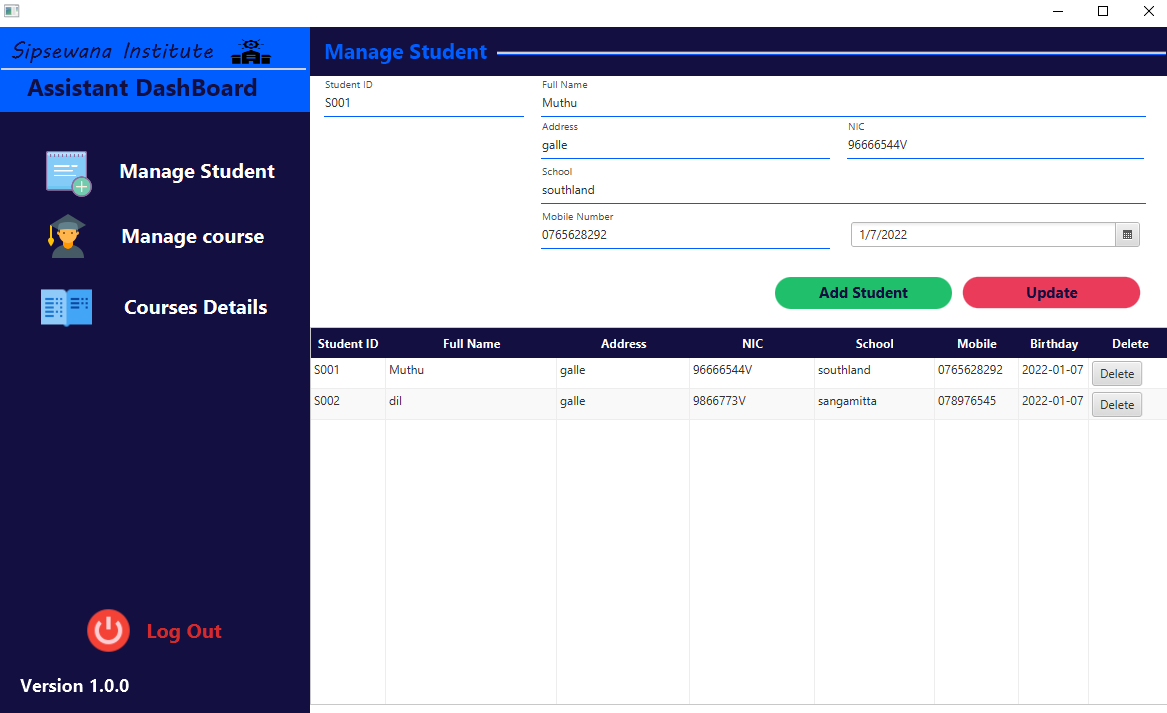 Sipsewana Institute
Assistant DashBoard
Manage Student
Manage course
Courses Details
Log Out
Version 1.0.0
Manage Student
Student ID
S001
Full Name
Muthu
Address
galle
NIC
96666544V
School
southland
Mobile Number
0765628292
1/7/2022
Add Student Update
Student ID Full Name Address NIC School Mobile Birthday Delete
S001 Muthu galle 96666544V southland 0765628292 2022-01-07 Delete
S002 dil galle 9866773V sangamitta 078976545 2022-01-07 Delete